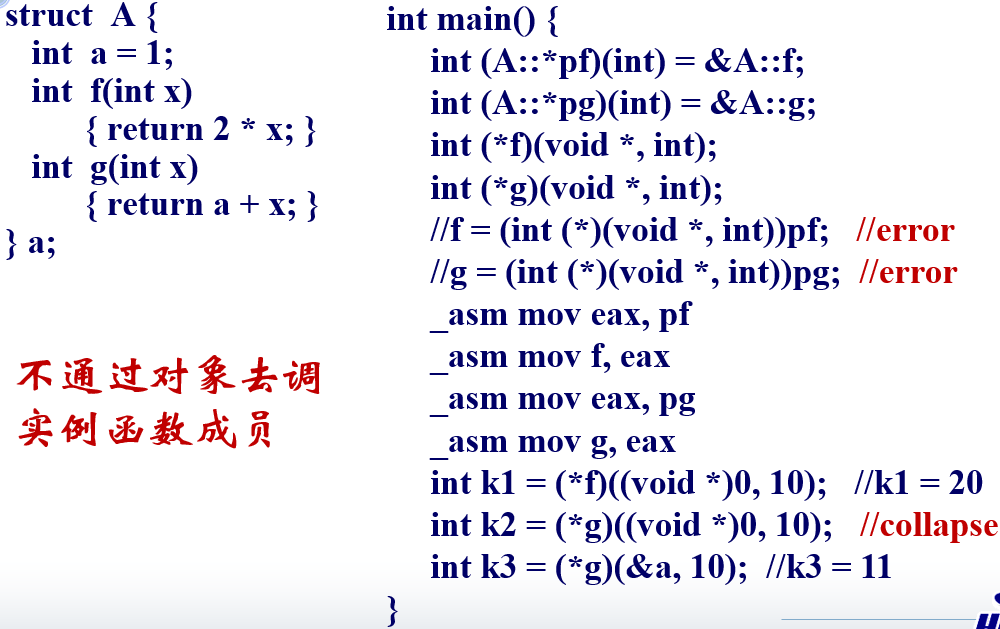 struct A {
int a = 1;
int f(int x)
{ return 2 * x; }
int g(int x)
{ return a + x; }
} a;
不通过对象去调
实例函数成员
int main() {
int (A::*pf)(int) = &A::f;
int (A::*pg)(int) = &A::g;
int (*f)(void *, int);
int (*g)(void *, int);
//f = (int (*)(void *, int))pf; //error
//g = (int (*)(void *, int))pg; //error
_asm mov eax, pf
_asm mov f, eax
_asm mov eax, pg
_asm mov g, eax
int k1 = (*f)((void *)0, 10); //k1 = 20
int k2 = (*g)((void *)0, 10); //collapse
int k3 = (*g)(&a, 10); //k3 = 11
}